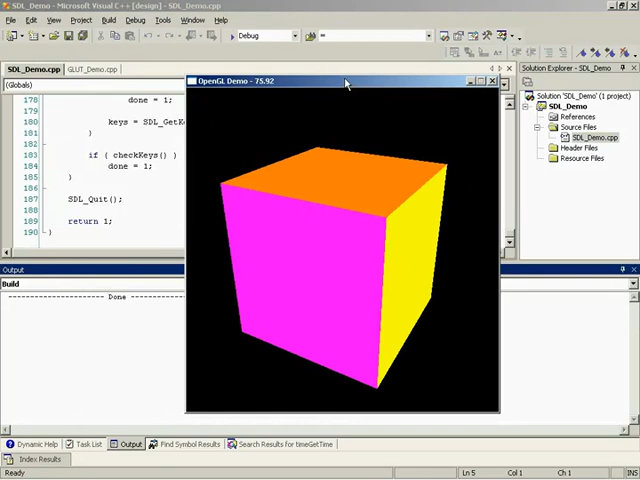 SDL_Demo - Microsoft Visual C++ [design] - SDL_Demo.cpp
File Edit View Project Build Debug Tools Window Help
Debug
SDL_Demo.cpp GLUT_Demo.cpp
(Globals)
OpenGL Demo - 75.92
178 done = 1;
179
180 keys = SDL_GetKe
181 }
182
183 if ( checkKeys() )
184 done = 1;
185 }
186
187 SDL_Quit();
188
189 return 1;
190 }
Solution Explorer - SDL_Demo
Solution 'SDL_Demo' (1 project)
SDL_Demo
References
Source Files
SDL_Demo.cpp
Header Files
Resource Files
Output
Build
---------------------- Done
Dynamic Help Task List Output Find Symbol Results Search Results for timeGetTime
Index Results
Ready Ln 5 Col 1 Ch 1 INS